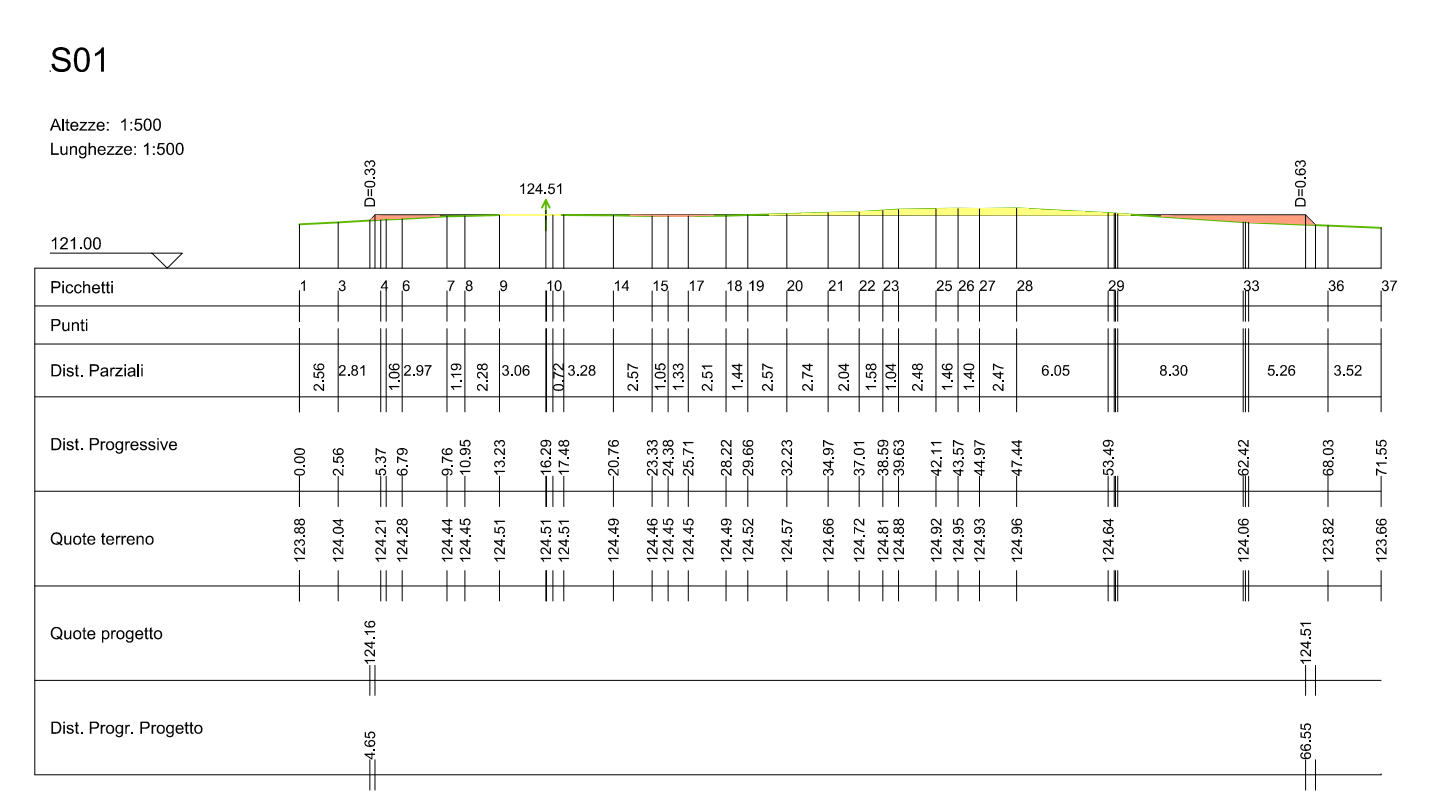 S01
Altezze: 1:500
Lunghezze: 1:500
D=0.33
124.51
D=0.63
121.00
Picchetti 1 3 4 6 7 8 9 10 14 15 17 18 19 20 21 22 23 25 26 27 28 29 33 36 37
Punti
Dist. Parziali 2.56 2.81 1.06 2.97 1.19 2.28 3.06 0.72 3.28 2.57 1.05 1.33 2.51 1.44 2.57 2.74 2.04 1.58 1.04 2.48 1.46 1.40 2.47 6.05 8.30 5.26 3.52
Dist. Progressive 0.00 2.56 5.37 6.79 9.76 10.95 13.23 16.29 17.48 20.76 23.33 24.38 25.71 28.22 29.66 32.23 34.97 37.01 38.59 39.63 42.11 43.57 44.97 47.44 53.49 62.42 68.03 71.55
Quote terreno 123.88 124.04 124.21 124.28 124.44 124.45 124.51 124.51 124.51 124.49 124.46 124.45 124.45 124.49 124.52 124.57 124.66 124.72 124.81 124.88 124.92 124.95 124.93 124.96 124.64 124.06 123.82 123.66
Quote progetto 124.16 124.51
Dist. Progr. Progetto 4.65 66.55